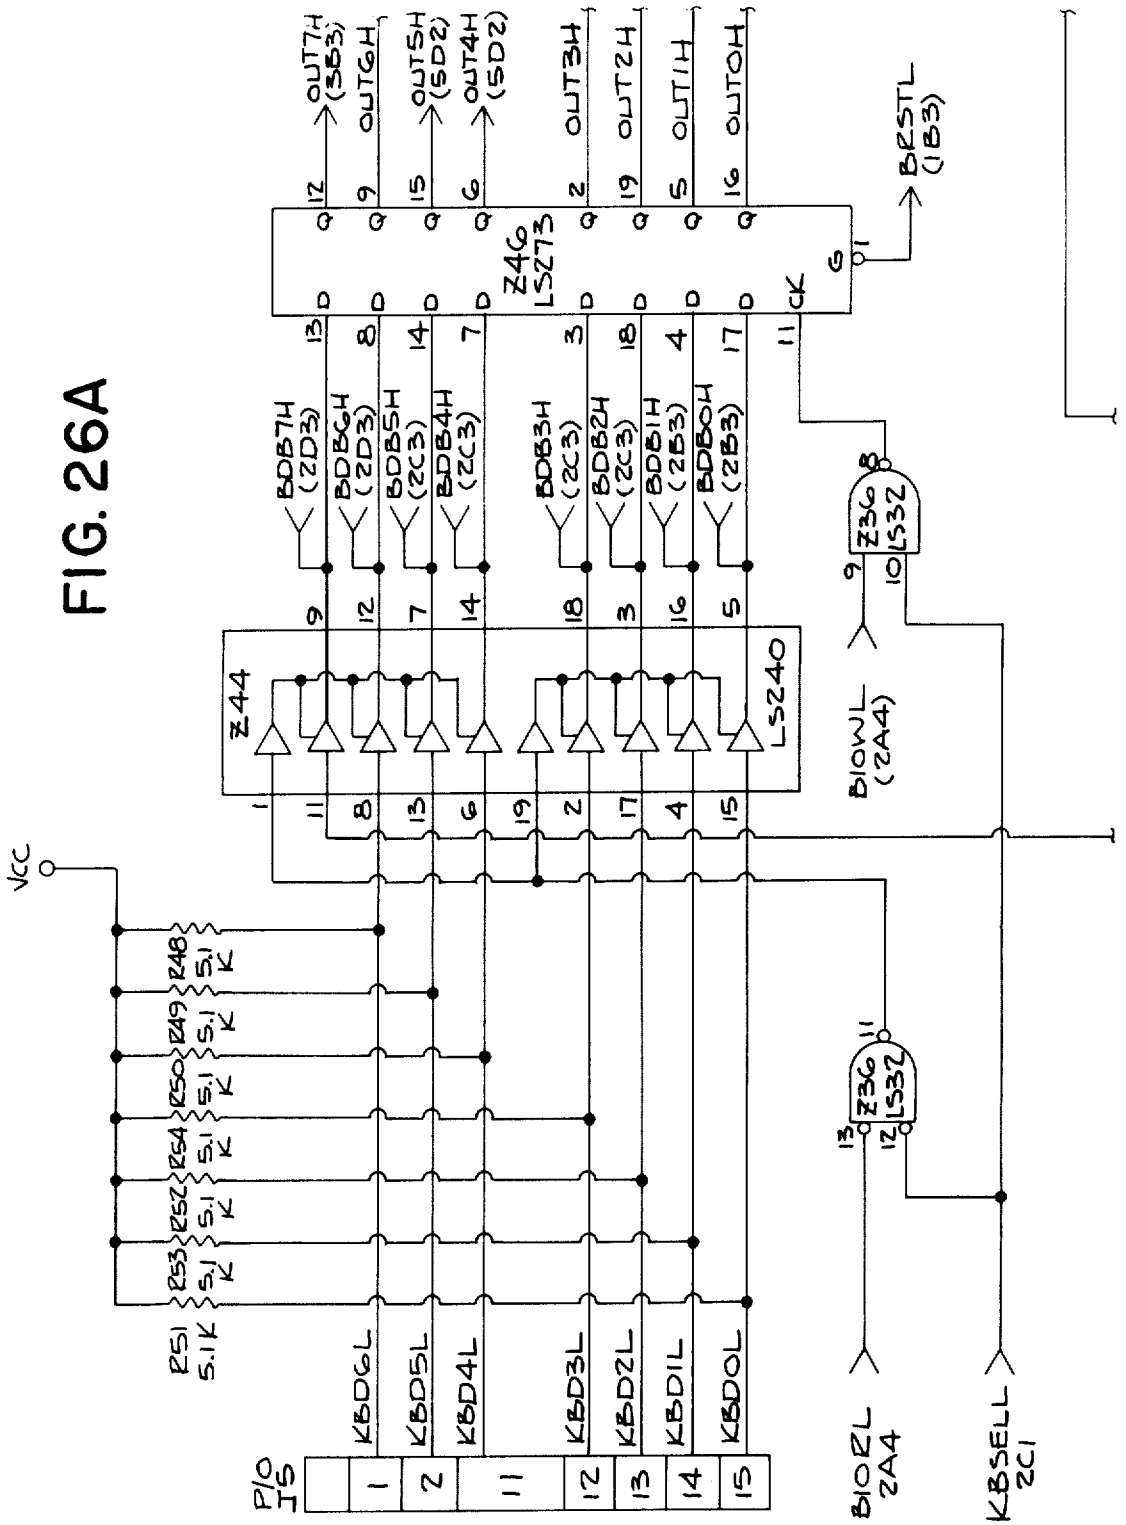 FIG. 26A
VCC
R48
5.1
K
R49
5.1
K
R50
5.1
K
R54
5.1
K
R52
5.1
K
R53
5.1
K
R51
5.1K
P/O
J5
1
2
11
12
13
14
15
KBD6L
KBD5L
KBD4L
KBD3L
KBD2L
KBD1L
KBD0L
1
11
8
13
6
19
2
17
4
15
Z44
LS240
9
12
7
14
18
3
16
5
BDB7H
(2D3)
BDB6H
(2D3)
BDB5H
(2C3)
BDB4H
(2C3)
BDB3H
(2C3)
BDB2H
(2C3)
BDB1H
(2B3)
BDB0H
(2B3)
13
8
14
7
3
18
4
17
11
D
D
D
D
D
D
D
D
CK
Z46
LS273
Q
Q
Q
Q
Q
Q
Q
Q
G
1
12
9
15
6
2
19
5
16
OUT7H
(3B3)
OUT6H
OUT5H
(5D2)
OUT4H
(5D2)
OUT3H
OUT2H
OUT1H
OUT0H
BRSTL
(1B3)
BIORL
2A4
KBSELL
2C1
13
12
Z36
LS32
11
BIOWL
(2A4)
9
10
Z36
LS32
8